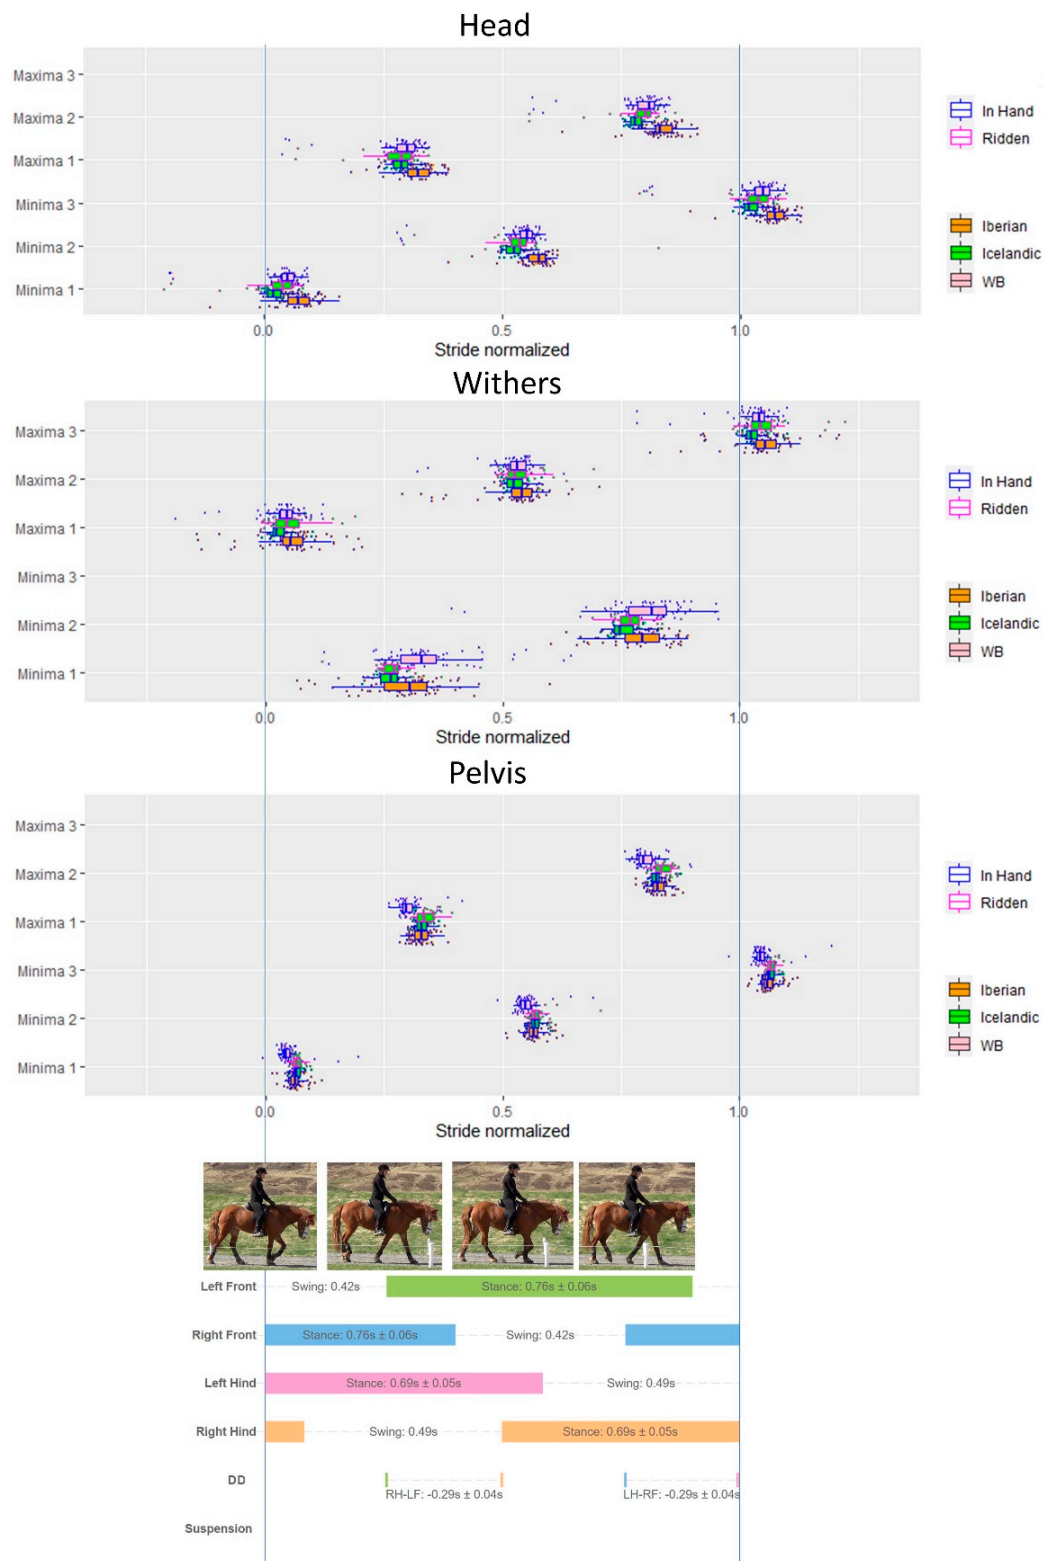 Head
Maxima 3
Maxima 2
Maxima 1
Minima 3
Minima 2
Minima 1
0.0 0.5 1.0
Stride normalized
In Hand
Ridden
Iberian
Icelandic
WB
Withers
Maxima 3
Maxima 2
Maxima 1
Minima 3
Minima 2
Minima 1
0.0 0.5 1.0
Stride normalized
In Hand
Ridden
Iberian
Icelandic
WB
Pelvis
Maxima 3
Maxima 2
Maxima 1
Minima 3
Minima 2
Minima 1
0.0 0.5 1.0
Stride normalized
In Hand
Ridden
Iberian
Icelandic
WB
Left Front Swing: 0.42s Stance: 0.76s ± 0.06s
Right Front Stance: 0.76s ± 0.06s Swing: 0.42s
Left Hind Stance: 0.69s ± 0.05s Swing: 0.49s
Right Hind Swing: 0.49s Stance: 0.69s ± 0.05s
DD
RH-LF: -0.29s ± 0.04s LH-RF: -0.29s ± 0.04s
Suspension